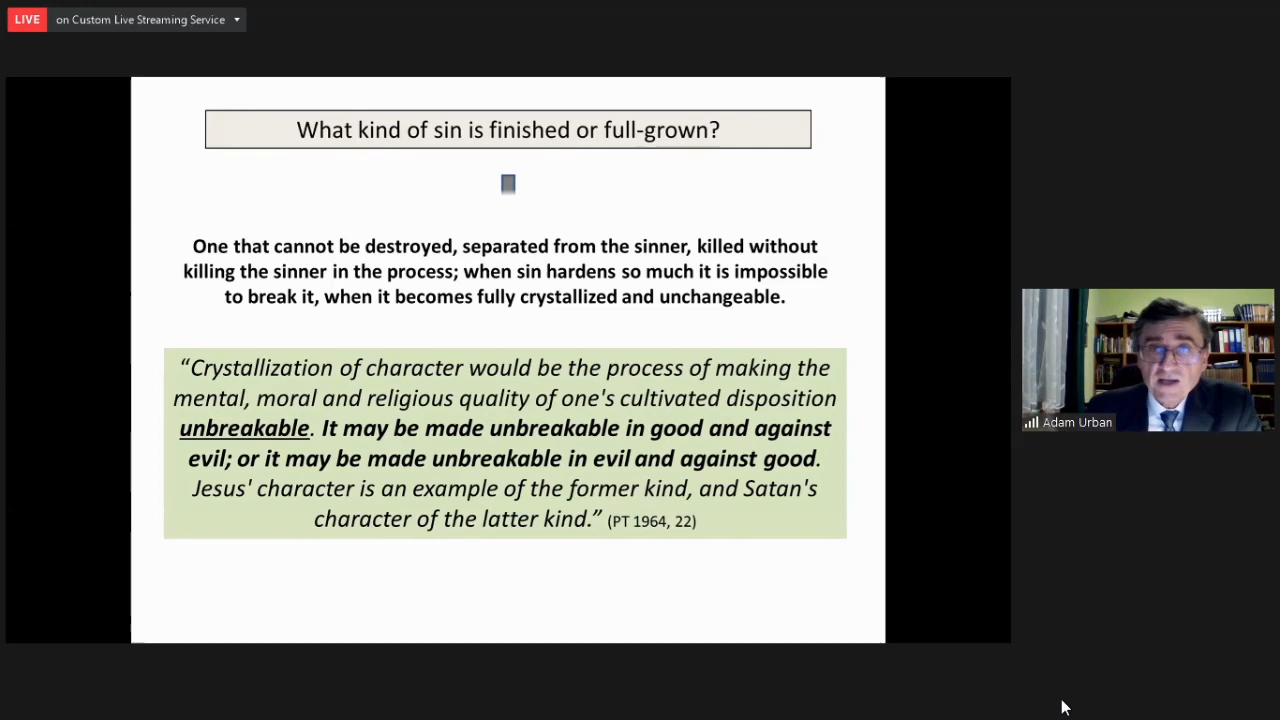 LIVE on Custom Live Streaming Service
What kind of sin is finished or full-grown?
One that cannot be destroyed, separated from the sinner, killed without
killing the sinner in the process; when sin hardens so much it is impossible
to break it, when it becomes fully crystallized and unchangeable.
“Crystallization of character would be the process of making the
mental, moral and religious quality of one's cultivated disposition
unbreakable. It may be made unbreakable in good and against
evil; or it may be made unbreakable in evil and against good.
Jesus' character is an example of the former kind, and Satan's
character of the latter kind.” (PT 1964, 22)
Adam Urban